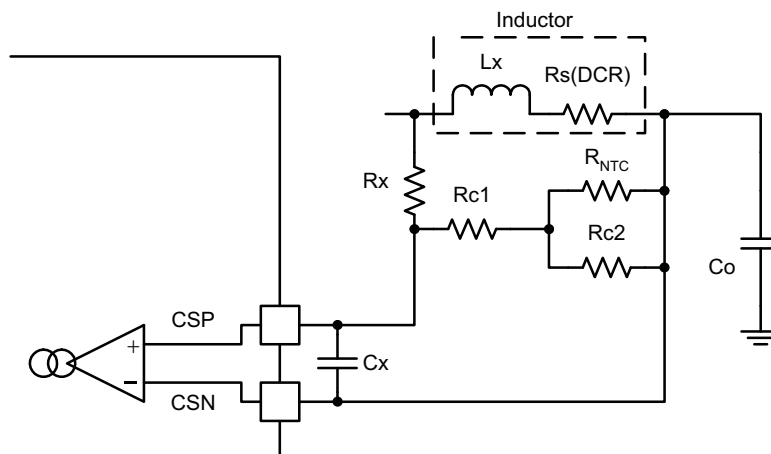 Inductor
Lx
Rs(DCR)
Rx
Rc1
RNTC
Rc2
Co
CSP
+
Cx
−
CSN